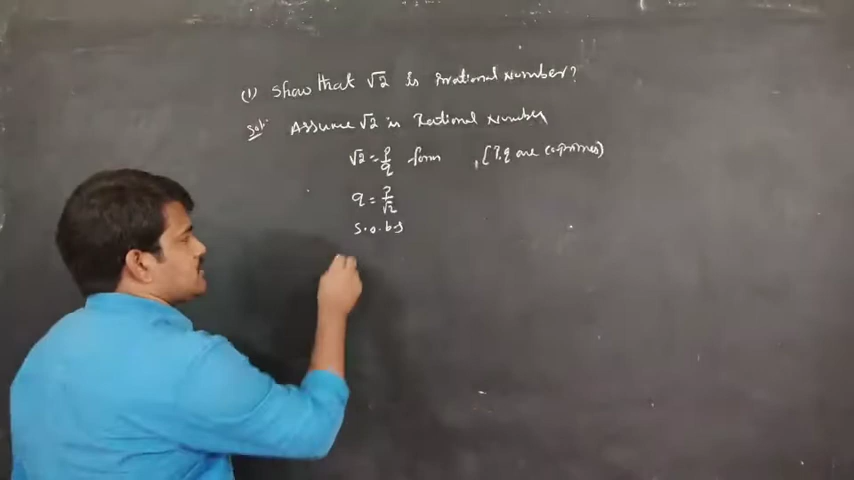 (1) Show that √2 is irrational number?
Sol: Assume √2 is Rational Number
√2 = p/q form , [P,q are co-primes)
q = p/√2
S.o.b.s